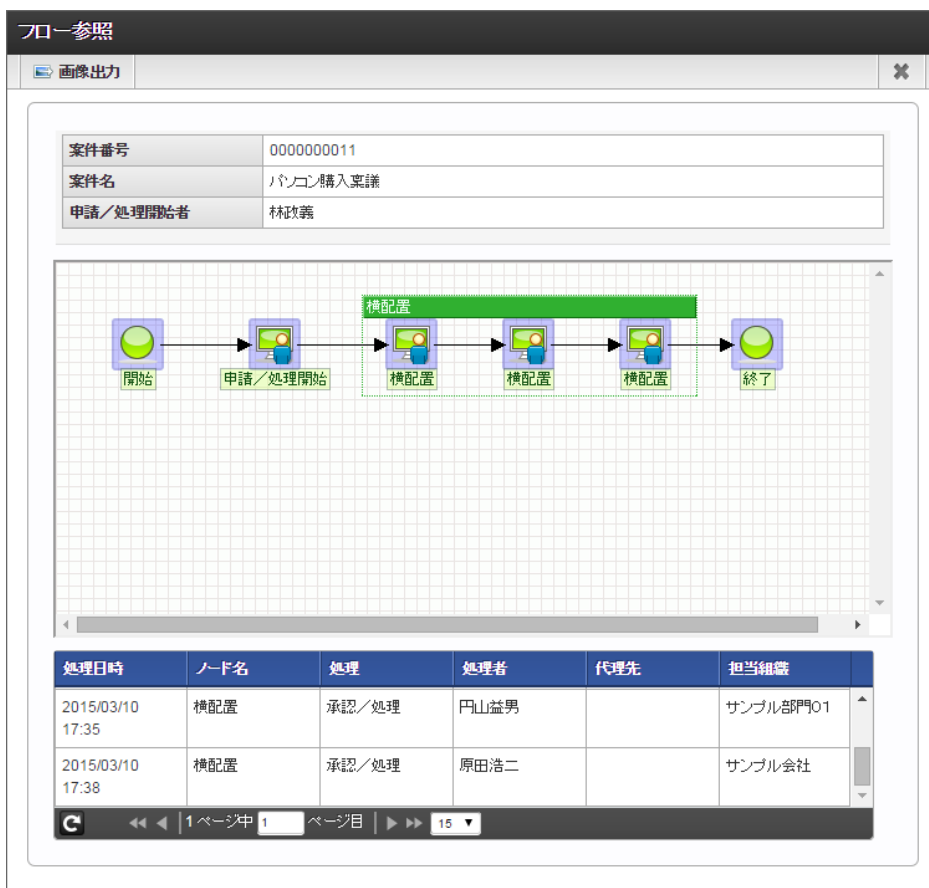 フロー参照
画像出力
案件番号 0000000011
案件名 パソコン購入稟議
申請／処理開始者 林政義
横配置
開始 申請／処理開始 横配置 横配置 横配置 終了
処理日時 ノード名 処理 処理者 代理先 担当組織
2015/03/10 横配置 承認／処理 円山益男 サンプル部門01
17:35
2015/03/10 横配置 承認／処理 原田浩二 サンプル会社
17:38
1 ページ中 1 ページ目 15